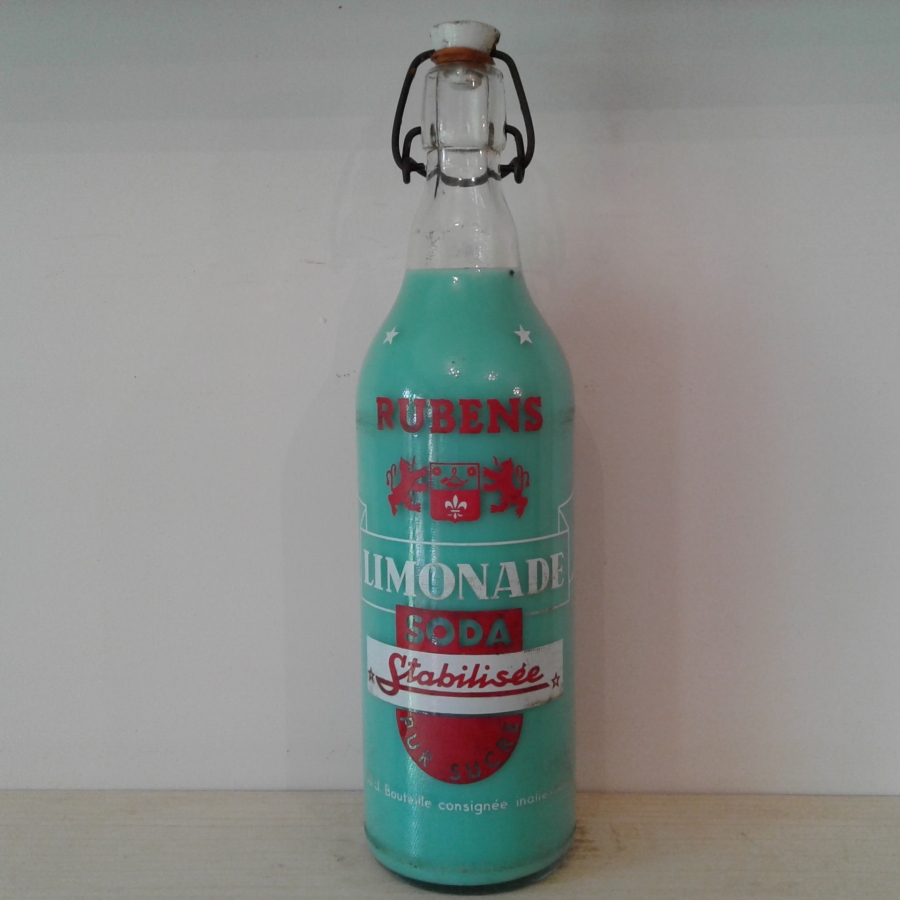 RUBENS
LIMONADE
SODA
Stabilisée
PUR SUCRE
Bouteille consignée